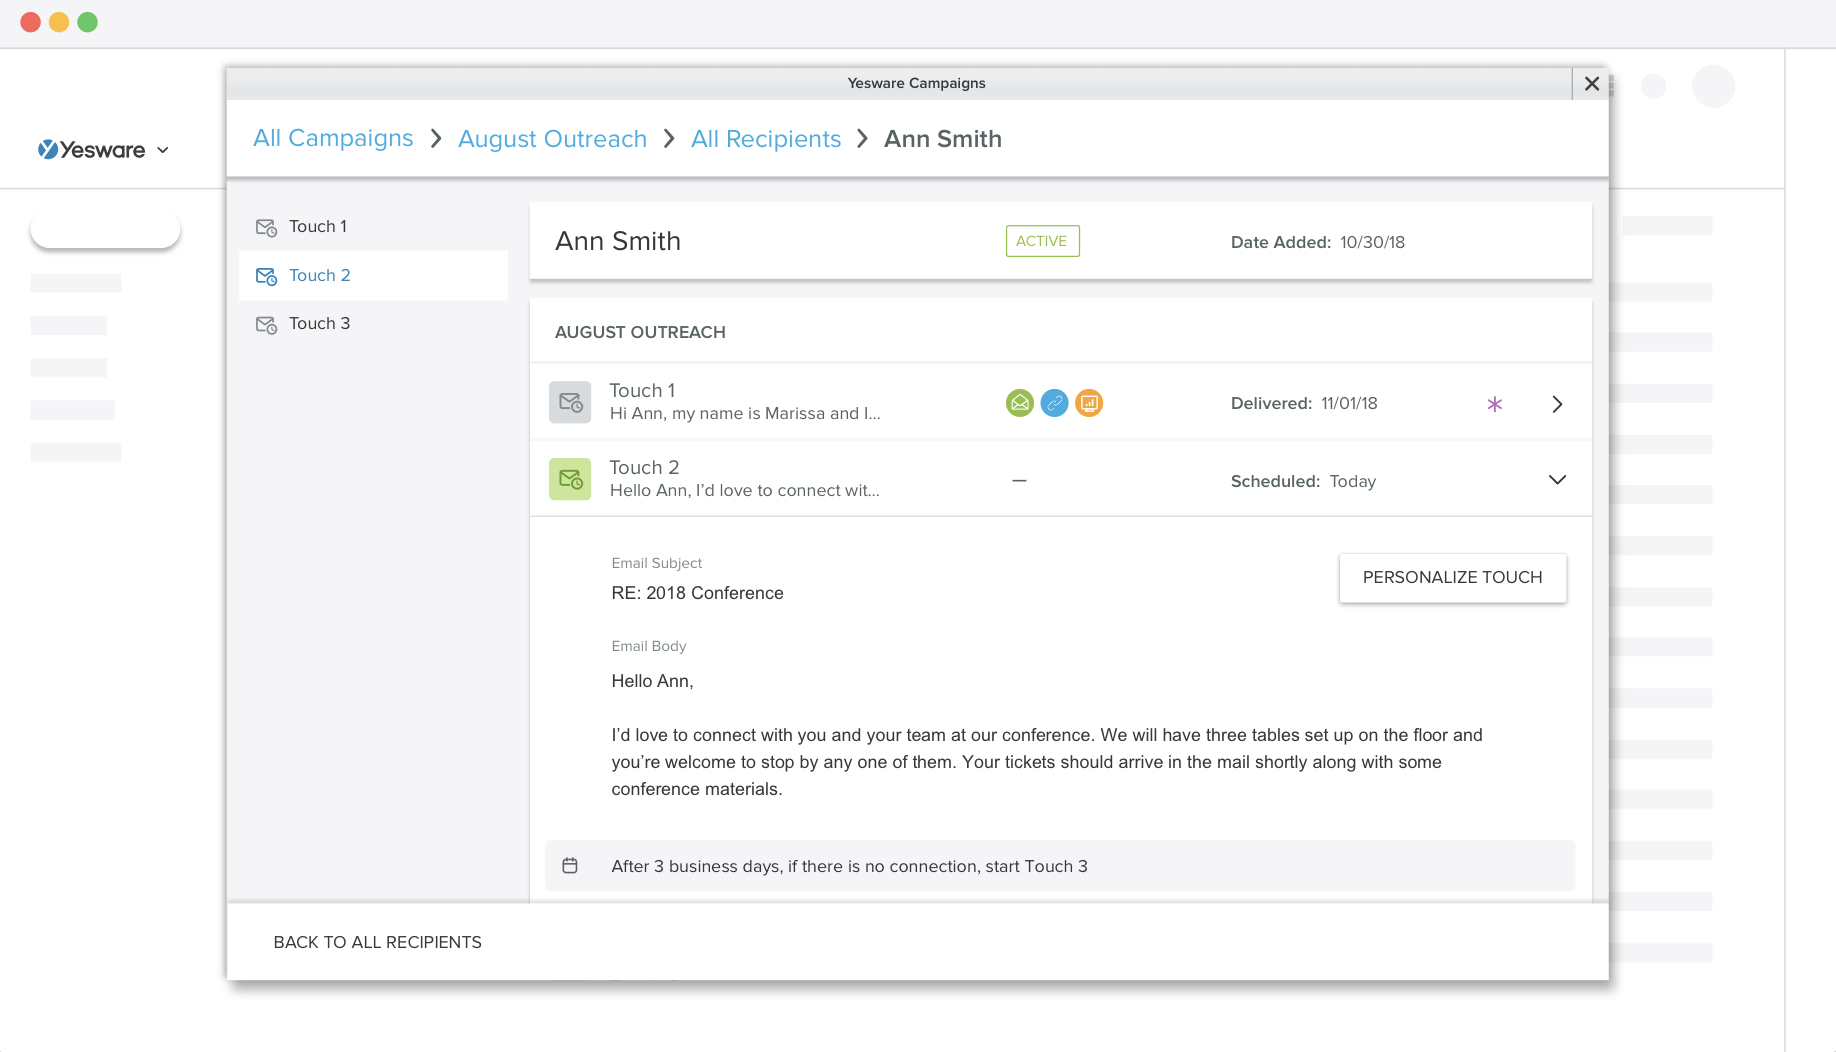 Yesware Campaigns
All Campaigns August Outreach All Recipients Ann Smith
Yesware
Touch 1
Touch 2
Touch 3
Ann Smith ACTIVE Date Added: 10/30/18
AUGUST OUTREACH
Touch 1
Hi Ann, my name is Marissa and I...
Delivered: 11/01/18
Touch 2
Hello Ann, I’d love to connect wit...
—
Scheduled: Today
Email Subject
RE: 2018 Conference
PERSONALIZE TOUCH
Email Body
Hello Ann,
I’d love to connect with you and your team at our conference. We will have three tables set up on the floor and
you’re welcome to stop by any one of them. Your tickets should arrive in the mail shortly along with some
conference materials.
After 3 business days, if there is no connection, start Touch 3
BACK TO ALL RECIPIENTS